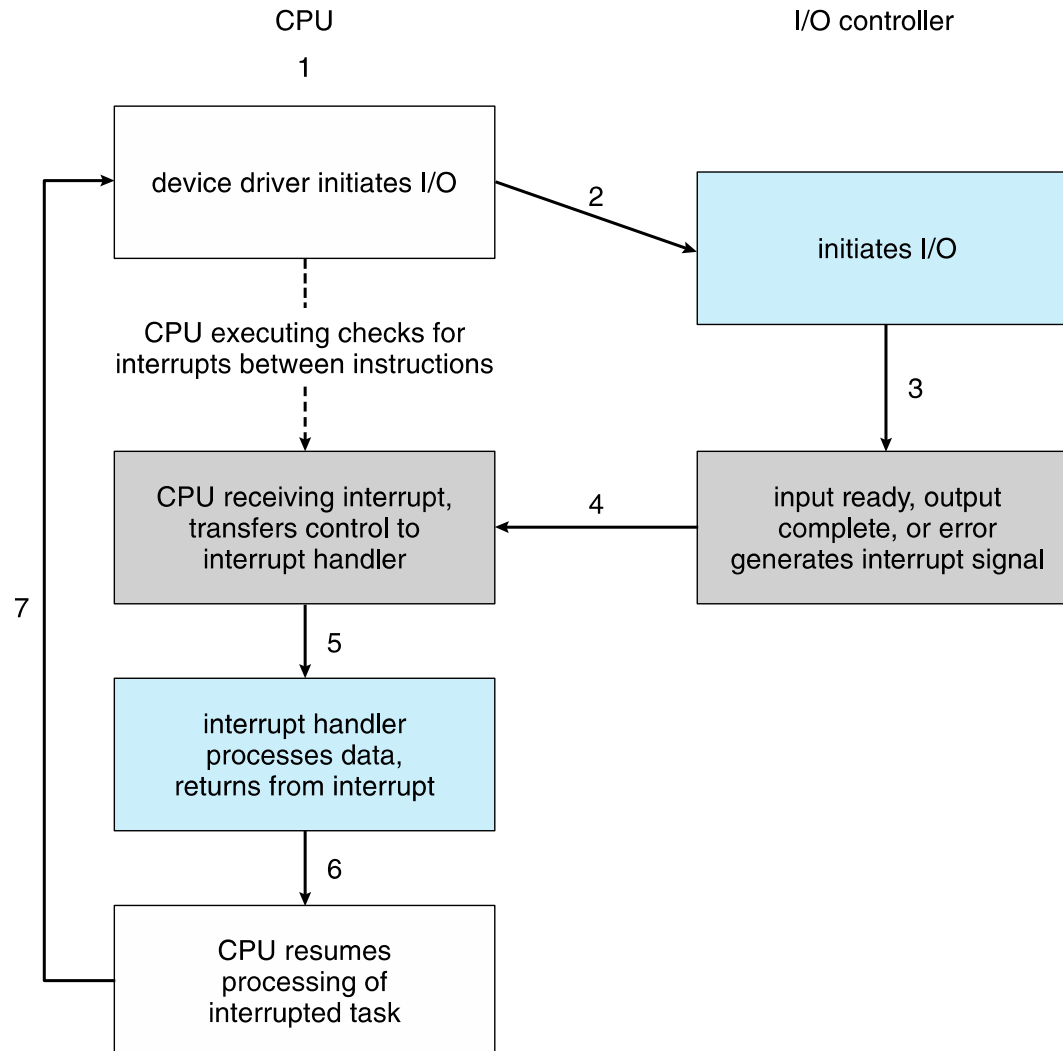 CPU
I/O controller
1
device driver initiates I/O
2
initiates I/O
CPU executing checks for
interrupts between instructions
3
CPU receiving interrupt,
transfers control to
interrupt handler
4
input ready, output
complete, or error
generates interrupt signal
7
5
interrupt handler
processes data,
returns from interrupt
6
CPU resumes
processing of
interrupted task